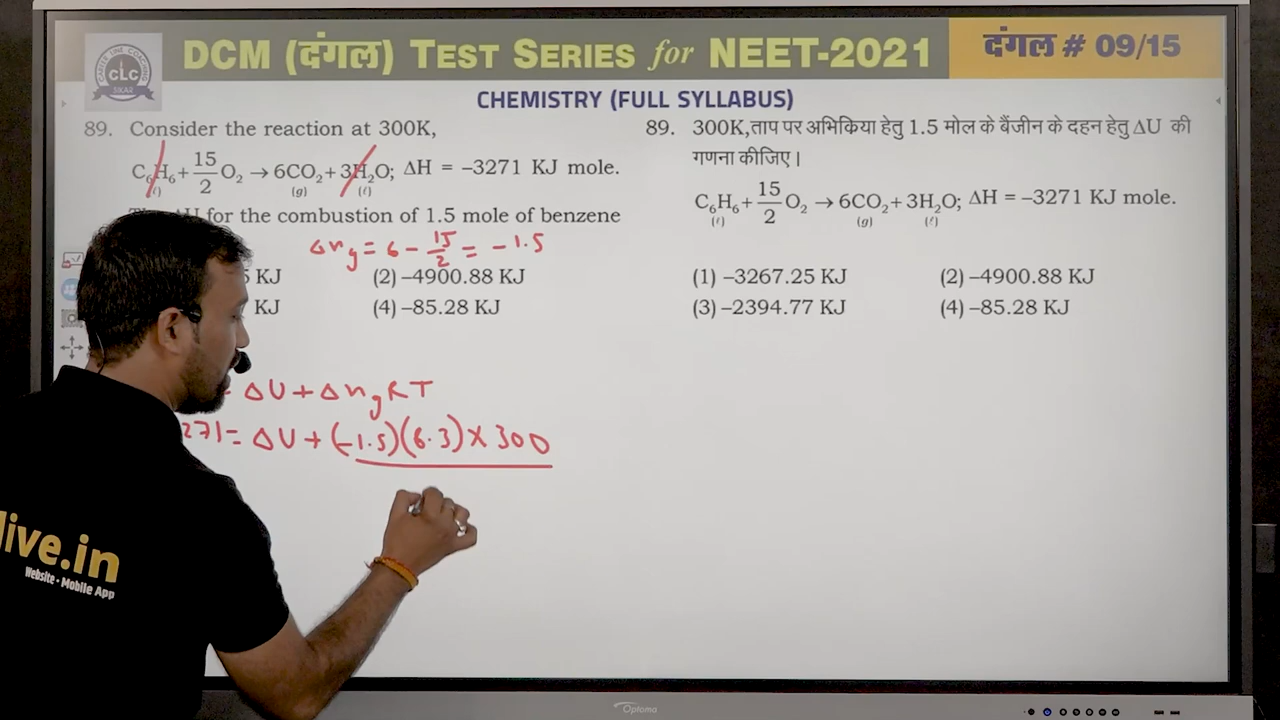 DCM (दंगल) TEST SERIES for NEET-2021
दंगल # 09/15
CLC
SIKAR
CHEMISTRY (FULL SYLLABUS)
89. Consider the reaction at 300K,
C₆H₆ + 15/2 O₂ → 6CO₂ + 3H₂O; ΔH = –3271 KJ mole.
(ℓ) (g) (ℓ)
ΔU for the combustion of 1.5 mole of benzene
Δng = 6 – 15/2 = –1.5
KJ (2) –4900.88 KJ
KJ (4) –85.28 KJ
ΔU + Δng RT
271 = ΔU + (–1.5)(8.3) × 300
89. 300K,ताप पर अभिकिया हेतु 1.5 मोल के बैंजीन के दहन हेतु ΔU की
गणना कीजिए।
C₆H₆ + 15/2 O₂ → 6CO₂ + 3H₂O; ΔH = –3271 KJ mole.
(ℓ) (g) (ℓ)
(1) –3267.25 KJ (2) –4900.88 KJ
(3) –2394.77 KJ (4) –85.28 KJ
live.in
Website • Mobile App
Optoma